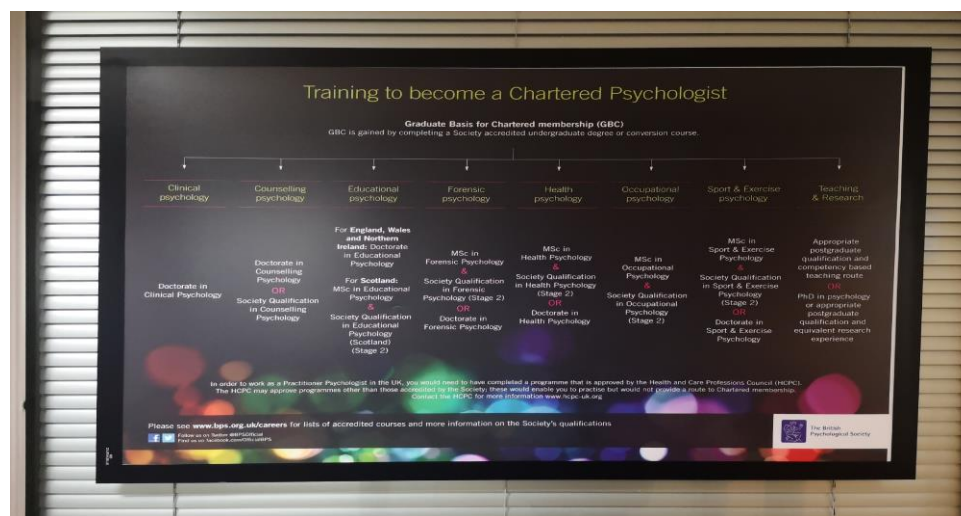 Training to become a Chartered Psychologist
Graduate Basis for Chartered membership (GBC)
GBC is gained by completing a Society accredited undergraduate degree or conversion course.
Clinical
psychology
Doctorate in
Clinical Psychology
Counselling
psychology
Doctorate in
Counselling
Psychology
OR
Society Qualification
in Counselling
Psychology
Educational
psychology
For England, Wales
and Northern
Ireland: Doctorate
in Educational
Psychology
For Scotland:
MSc in Educational
Psychology
&
Society Qualification
in Educational
Psychology
(Scotland)
(Stage 2)
Forensic
psychology
MSc in
Forensic Psychology
&
Society Qualification
in Forensic
Psychology (Stage 2)
OR
Doctorate in
Forensic Psychology
Health
psychology
MSc in
Health Psychology
&
Society Qualification
in Health Psychology
(Stage 2)
OR
Doctorate in
Health Psychology
Occupational
psychology
MSc in
Occupational
Psychology
&
Society Qualification
in Occupational
Psychology
(Stage 2)
Sport & Exercise
psychology
MSc in
Sport & Exercise
Psychology
&
Society Qualification
in Sport & Exercise
Psychology
(Stage 2)
OR
Doctorate in
Sport & Exercise
Psychology
Teaching
& Research
Appropriate
postgraduate
qualification and
competency based
teaching route
OR
PhD in psychology
or appropriate
postgraduate
qualification and
equivalent research
experience
In order to work as a Practitioner Psychologist in the UK, you would need to have completed a programme that is approved by the Health and Care Professions Council (HCPC).
The HCPC may approve programmes other than those accredited by the Society; these would enable you to practise but would not provide a route to Chartered membership.
Contact the HCPC for more information www.hcpc-uk.org
Please see www.bps.org.uk/careers for lists of accredited courses and more information on the Society's qualifications
Follow us on Twitter @BPSOfficial
Find us on facebook.com/OfficialBPS
The British
Psychological Society